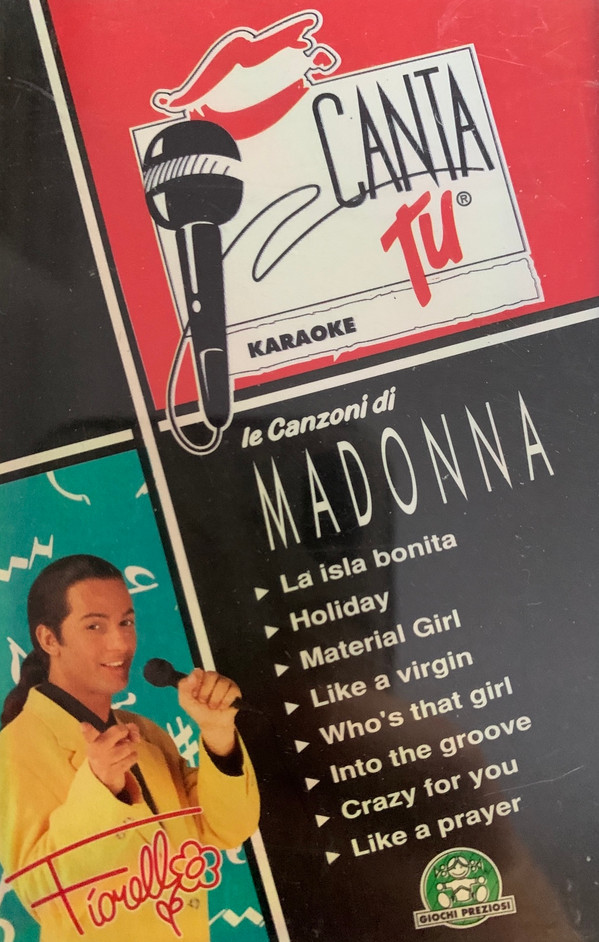 CANTA
TU®
KARAOKE
le Canzoni di
MADONNA
La isla bonita
Holiday
Material Girl
Like a virgin
Who's that girl
Into the groove
Crazy for you
Like a prayer
Fiorello
GIOCHI PREZIOSI